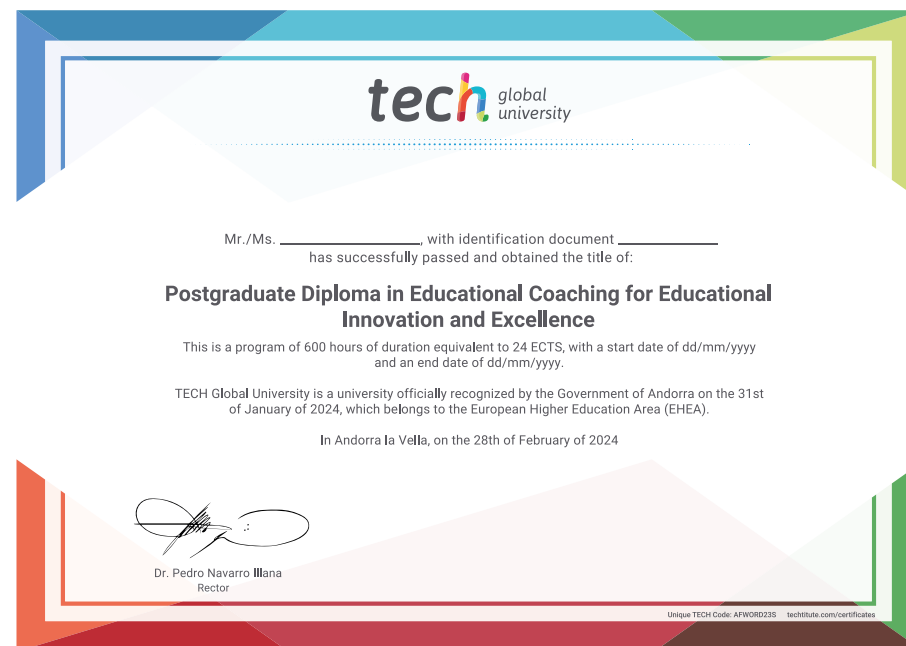 tech global university
Mr./Ms. ____________, with identification document ____________
has successfully passed and obtained the title of:
Postgraduate Diploma in Educational Coaching for Educational
Innovation and Excellence
This is a program of 600 hours of duration equivalent to 24 ECTS, with a start date of dd/mm/yyyy
and an end date of dd/mm/yyyy.
TECH Global University is a university officially recognized by the Government of Andorra on the 31st
of January of 2024, which belongs to the European Higher Education Area (EHEA).
In Andorra la Vella, on the 28th of February of 2024
Dr. Pedro Navarro Illana
Rector
Unique TECH Code: AFWORD23S techtitute.com/certificates